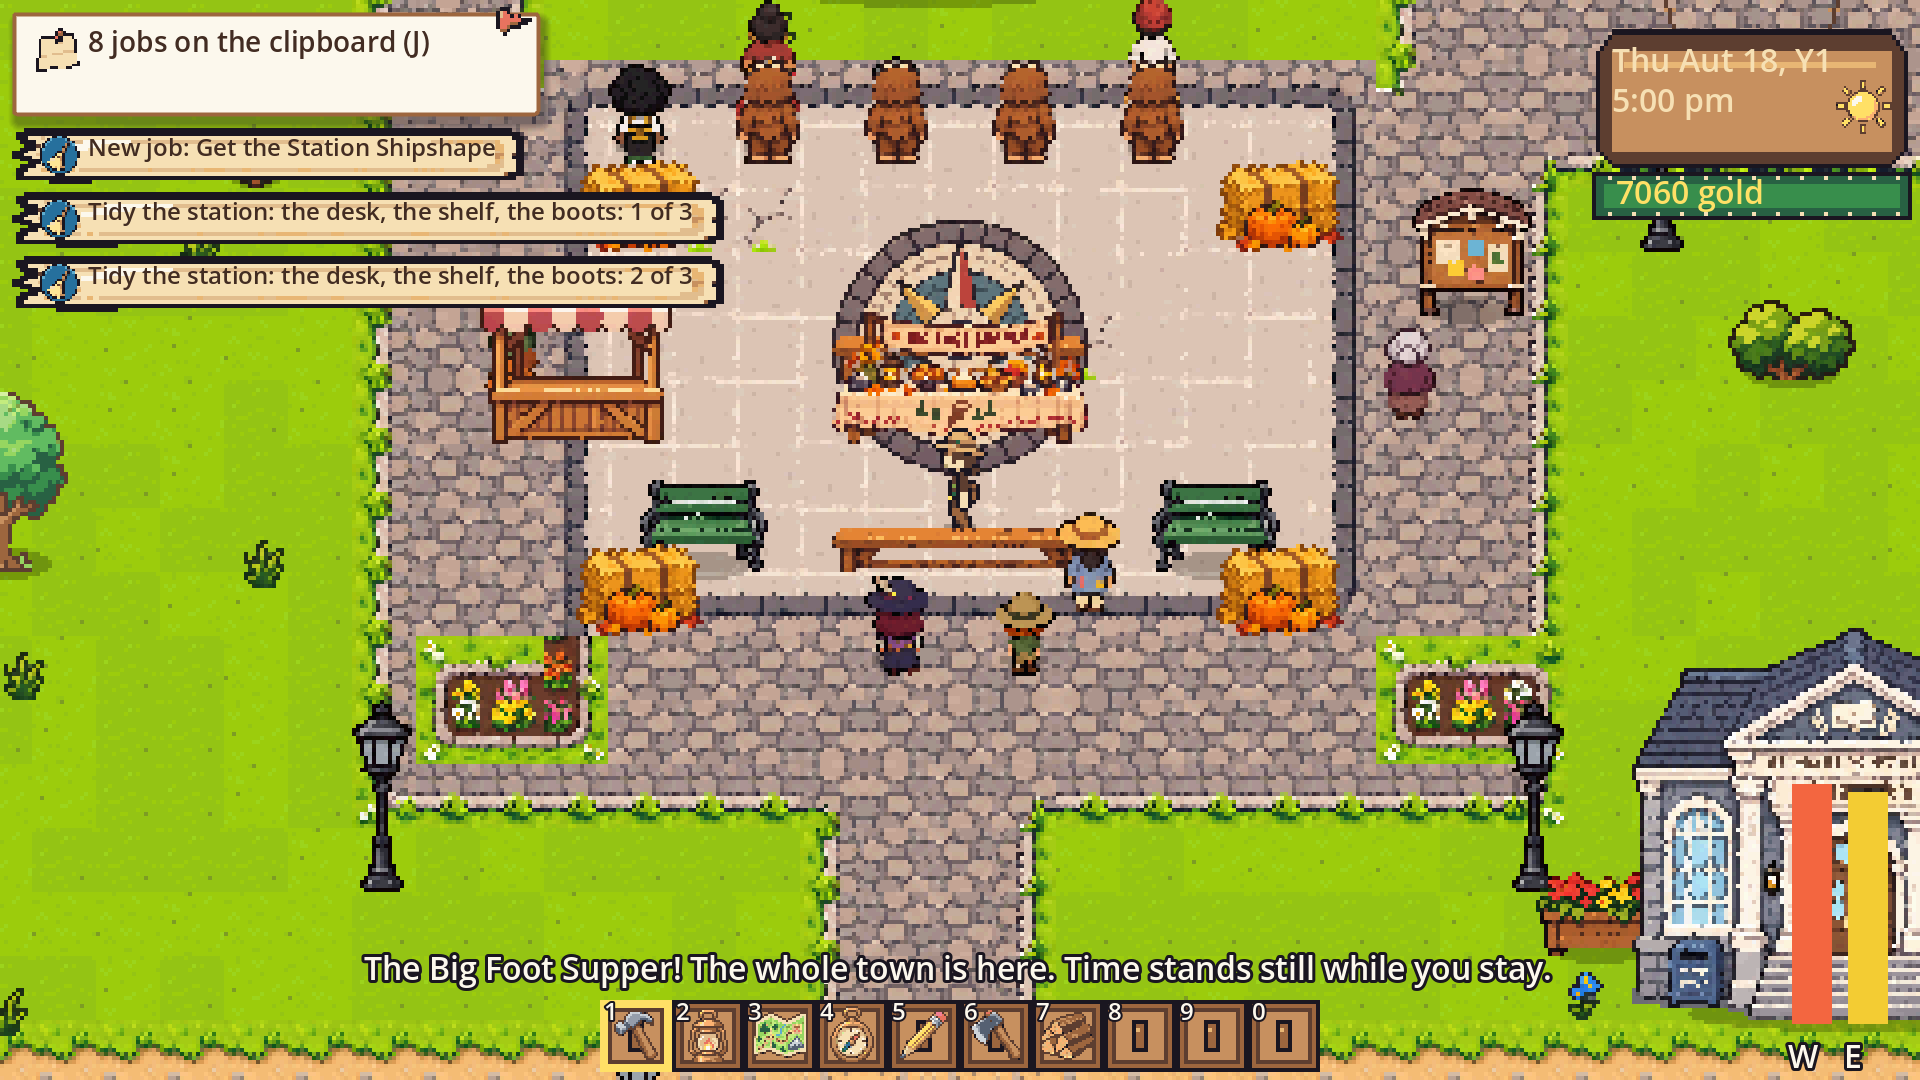 8 jobs on the clipboard (J)
New job: Get the Station Shipshape
Tidy the station: the desk, the shelf, the boots: 1 of 3
Tidy the station: the desk, the shelf, the boots: 2 of 3
Thu Aut 18, Y1
5:00 pm
7060 gold
The Big Foot Supper! The whole town is here. Time stands still while you stay.
1 2 3 4 5 6 7 8 9 0
W E